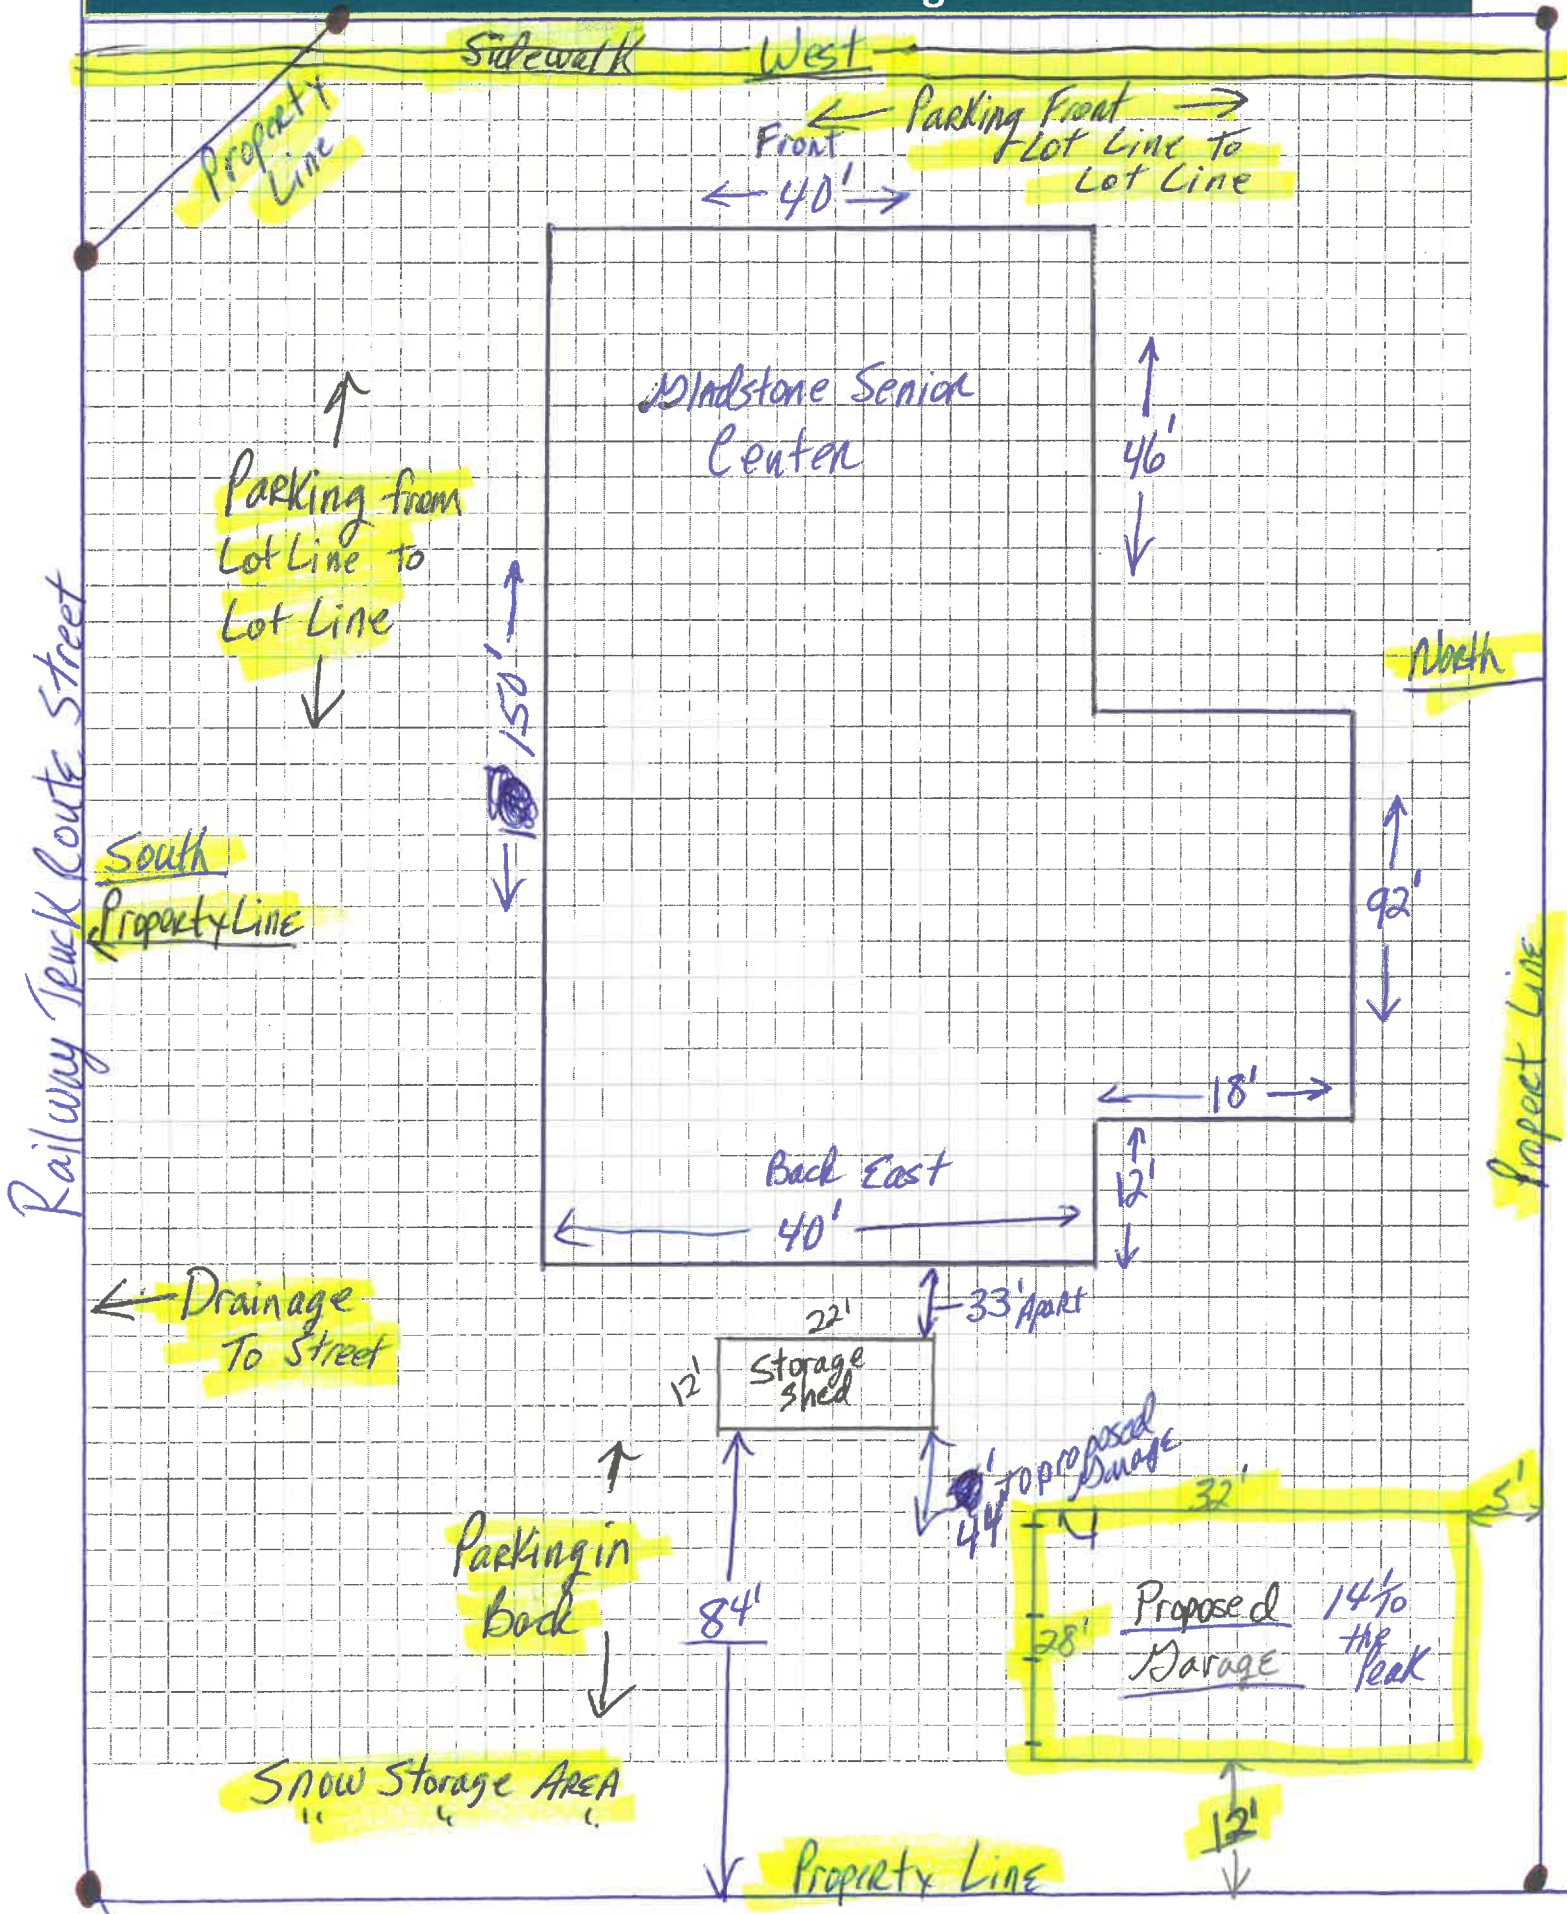 Sidewalk West
Property
Line
← Parking Front →
Front
Lot Line To
Lot Line
← 40' →
Senior
Center
46'
Parking from
Lot Line to
Lot Line
150'
North
Railway Truck Route Street
South
Property Line
92'
Propert Line
← 18' →
Back East
40'
12'
← Drainage
To Street
33' Apart
22'
12'
Storage
Shed
44' to proposed
Garage
32'
5'
Parking in
Back
84'
28'
Proposed
Garage
14' To
the
Peak
Snow Storage AREA
12'
Property Line